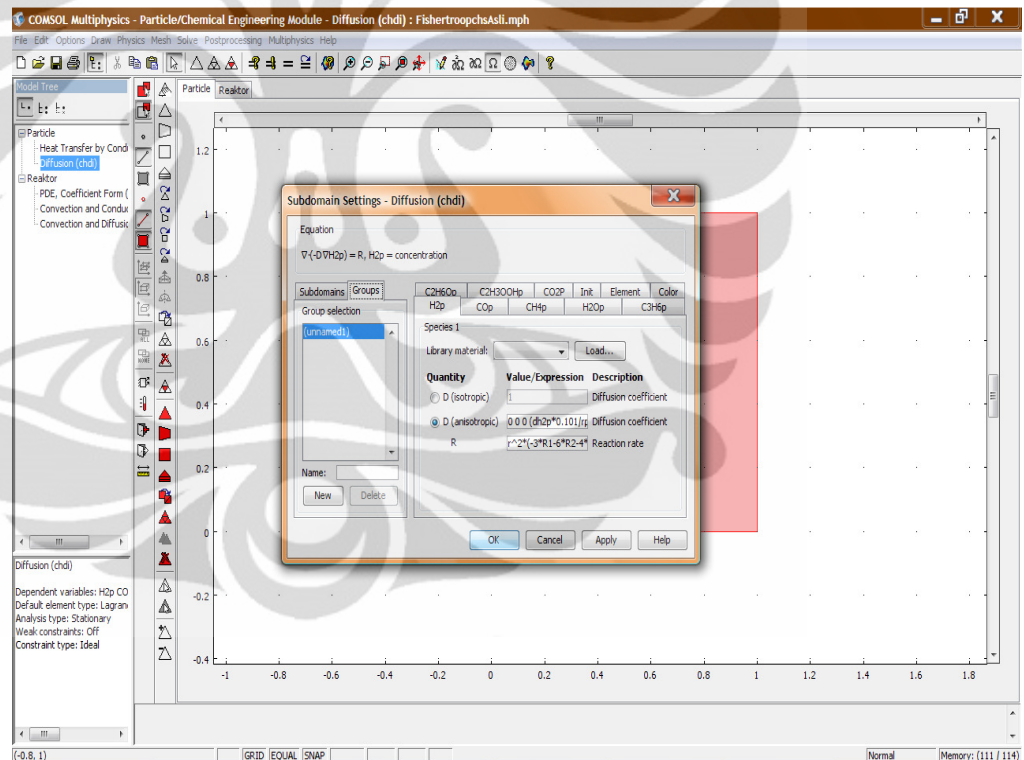 COMSOL Multiphysics - Particle/Chemical Engineering Module - Diffusion (chdi) : FishertroopchsAsli.mph
File Edit Options Draw Physics Mesh Solve Postprocessing Multiphysics Help
Model Tree
Particle Reaktor
Particle
Heat Transfer by Cond
Diffusion (chdi)
Reaktor
PDE, Coefficient Form (
Convection and Conduc
Convection and Diffusic
Diffusion (chdi)
Dependent variables: H2p CO
Default element type: Lagran
Analysis type: Stationary
Weak constraints: Off
Constraint type: Ideal
1.2
1
0.8
0.6
0.4
0.2
0
-0.2
-0.4
-1 -0.8 -0.6 -0.4 -0.2 0 0.2 0.4 0.6 0.8 1 1.2 1.4 1.6 1.8
Subdomain Settings - Diffusion (chdi)
Equation
∇·(-D∇H2p) = R, H2p = concentration
Subdomains Groups
Group selection
(unnamed1)
Name:
New Delete
C2H6Op C2H3OOHp CO2P Init Element Color
H2p COp CH4p H2Op C3H6p
Species 1
Library material: Load...
Quantity Value/Expression Description
D (isotropic) 1 Diffusion coefficient
D (anisotropic) 0 0 0 (dh2p*0.101/rp Diffusion coefficient
R r^2*(-3*R1-6*R2-4* Reaction rate
OK Cancel Apply Help
(-0.8, 1) GRID EQUAL SNAP Normal Memory: (111 / 114)